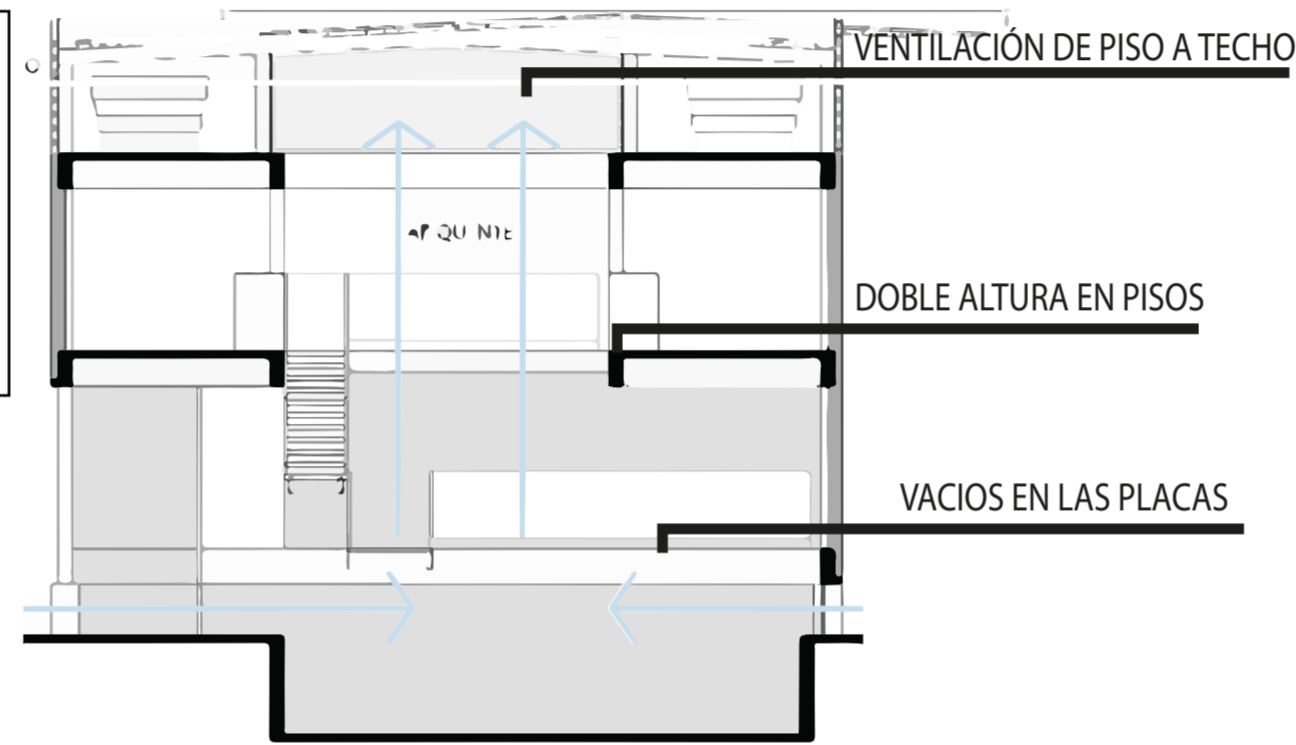 VENTILACIÓN DE PISO A TECHO
DOBLE ALTURA EN PISOS
VACIOS EN LAS PLACAS